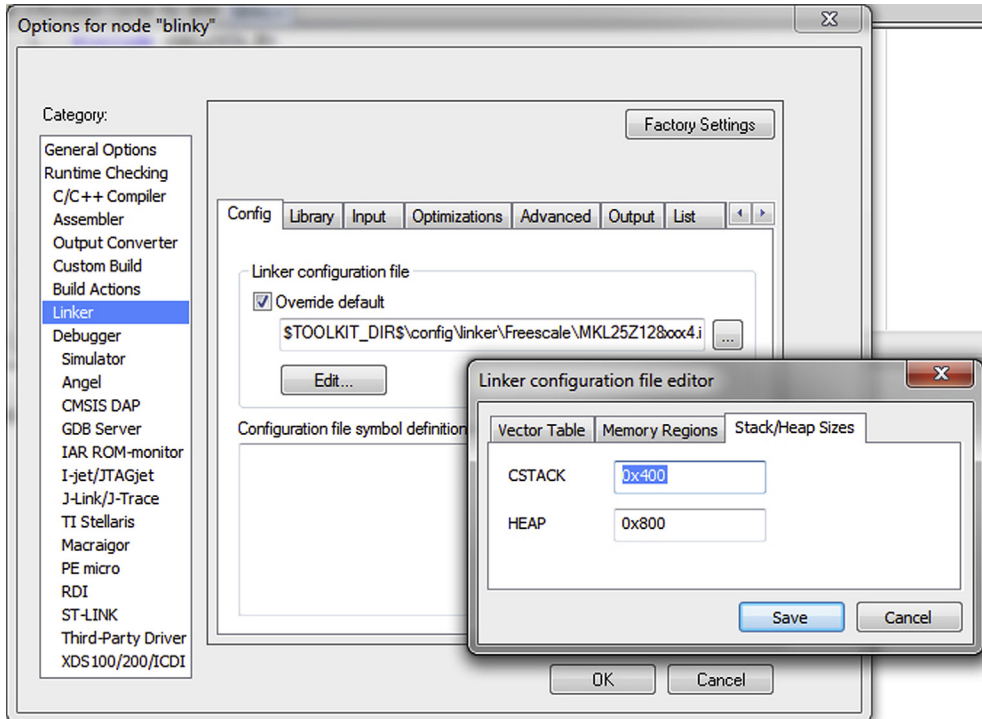 Options for node "blinky"
Category:
General Options
Runtime Checking
C/C++ Compiler
Assembler
Output Converter
Custom Build
Build Actions
Linker
Debugger
Simulator
Angel
CMSIS DAP
GDB Server
IAR ROM-monitor
I-jet/JTAGjet
J-Link/J-Trace
TI Stellaris
Macraigor
PE micro
RDI
ST-LINK
Third-Party Driver
XDS100/200/ICDI
Factory Settings
Config Library Input Optimizations Advanced Output List
Linker configuration file
Override default
$TOOLKIT_DIR$\config\linker\Freescale\MKL25Z128xxx4.i
...
Edit...
Configuration file symbol definition
Linker configuration file editor
Vector Table Memory Regions Stack/Heap Sizes
CSTACK 0x400
HEAP 0x800
Save Cancel
OK Cancel